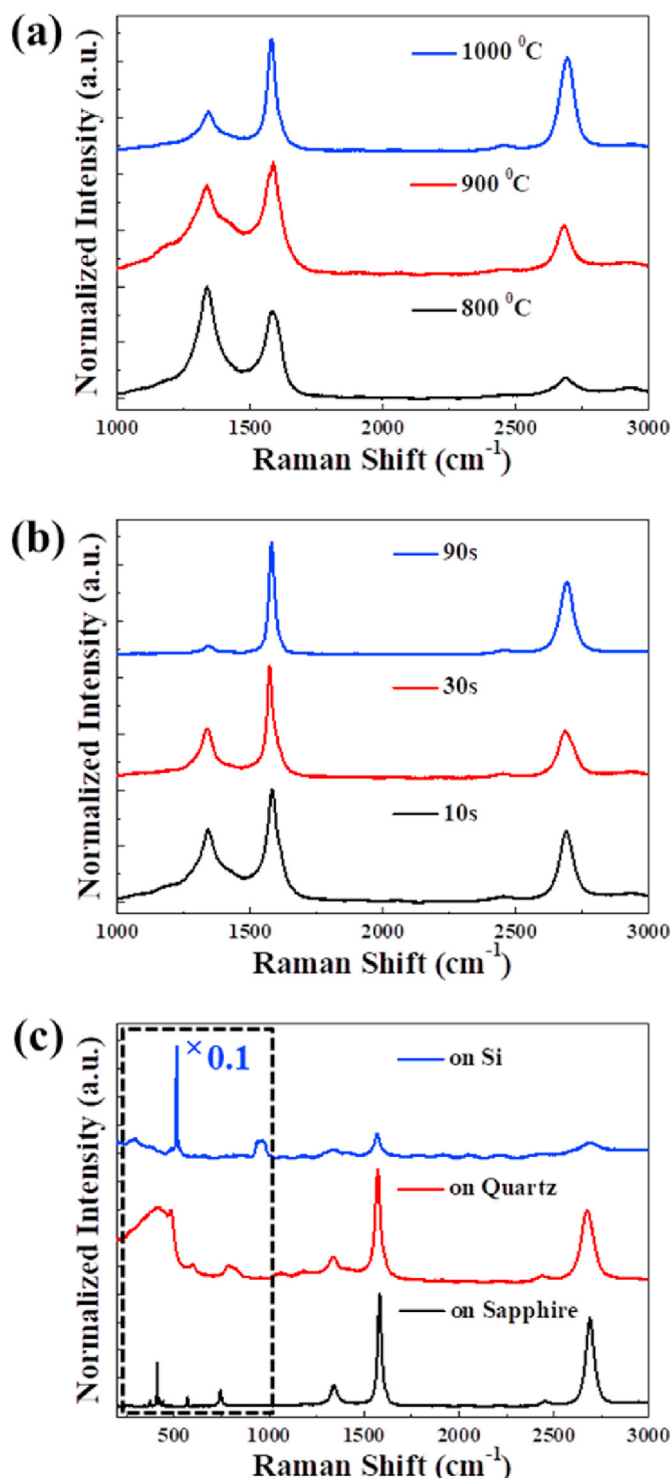 (a)
Normalized Intensity (a.u.)
1000 ⁰C
900 ⁰C
800 ⁰C
1000 1500 2000 2500 3000
Raman Shift (cm⁻¹)
(b)
Normalized Intensity (a.u.)
90s
30s
10s
1000 1500 2000 2500 3000
Raman Shift (cm⁻¹)
(c)
Normalized Intensity (a.u.)
× 0.1
on Si
on Quartz
on Sapphire
500 1000 1500 2000 2500 3000
Raman Shift (cm⁻¹)